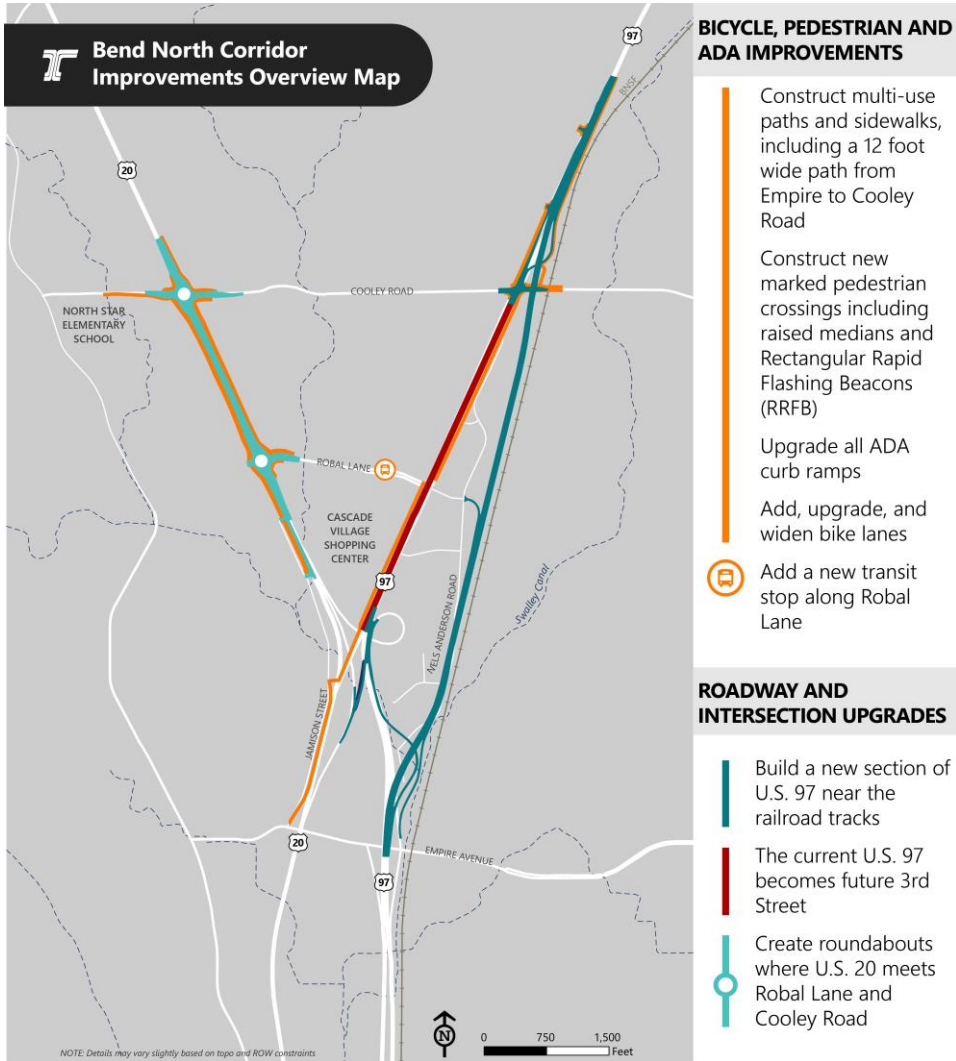 Bend North Corridor
Improvements Overview Map
97
BNSF
20
COOLEY ROAD
NORTH STAR
ELEMENTARY
SCHOOL
ROBAL LANE
CASCADE
VILLAGE
SHOPPING
CENTER
97
NELS ANDERSON ROAD
Swalley Canal
JAMISON STREET
20
EMPIRE AVENUE
97
N
0 750 1,500
Feet
NOTE: Details may vary slightly based on topo and ROW constraints
BICYCLE, PEDESTRIAN AND
ADA IMPROVEMENTS
Construct multi-use
paths and sidewalks,
including a 12 foot
wide path from
Empire to Cooley
Road
Construct new
marked pedestrian
crossings including
raised medians and
Rectangular Rapid
Flashing Beacons
(RRFB)
Upgrade all ADA
curb ramps
Add, upgrade, and
widen bike lanes
Add a new transit
stop along Robal
Lane
ROADWAY AND
INTERSECTION UPGRADES
Build a new section of
U.S. 97 near the
railroad tracks
The current U.S. 97
becomes future 3rd
Street
Create roundabouts
where U.S. 20 meets
Robal Lane and
Cooley Road